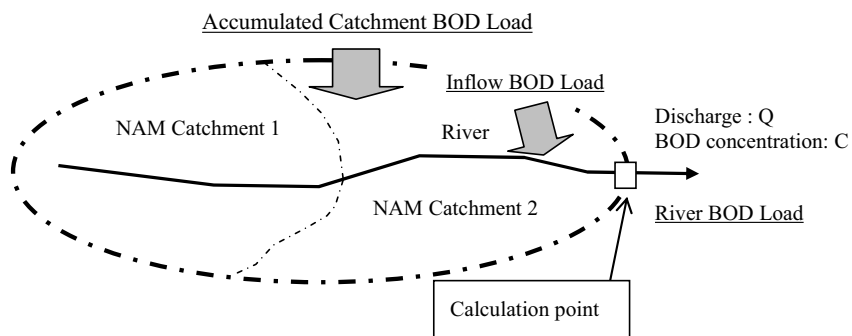 Accumulated Catchment BOD Load
Inflow BOD Load
NAM Catchment 1
River
Discharge : Q
BOD concentration: C
NAM Catchment 2
River BOD Load
Calculation point